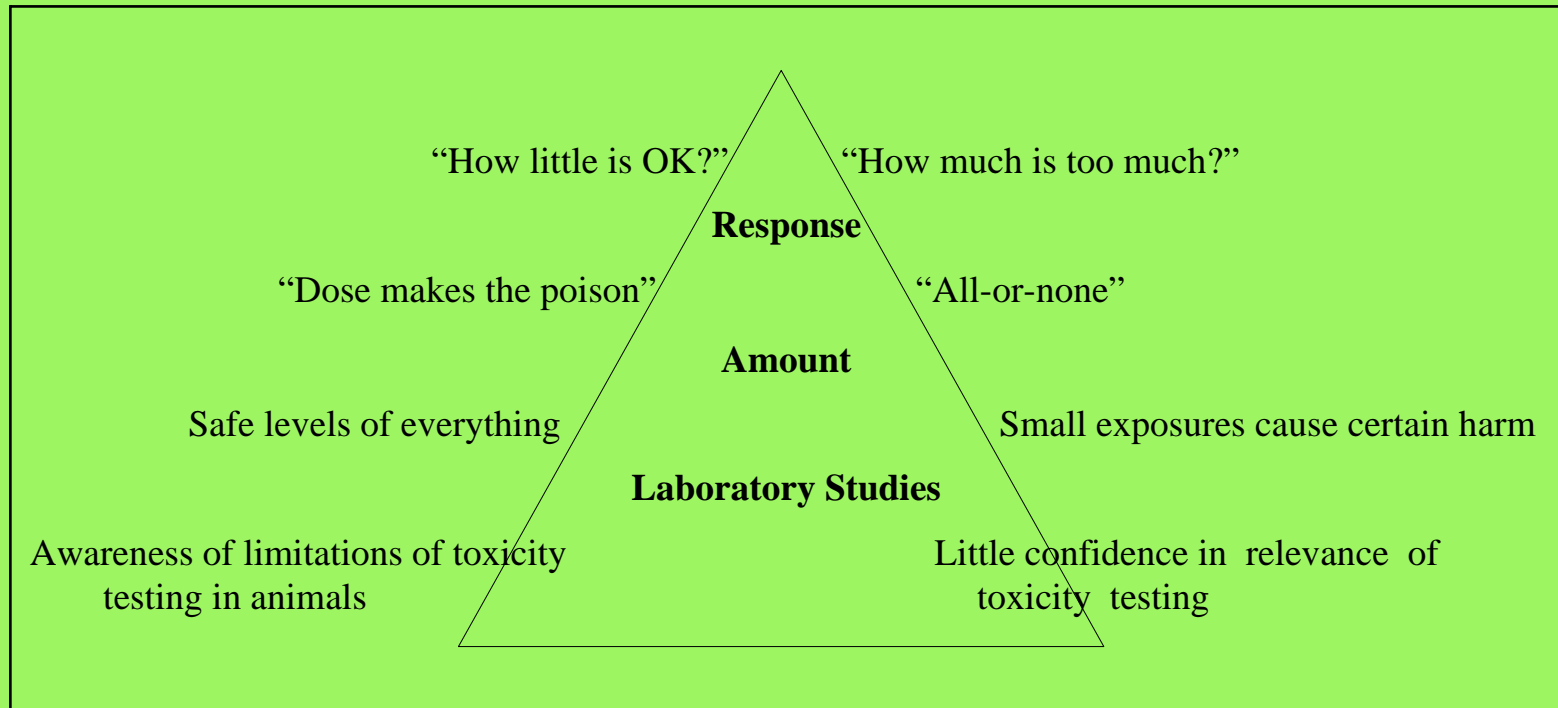 “How little is OK?” “How much is too much?”
Response
“Dose makes the poison” “All-or-none”
Amount
Safe levels of everything Small exposures cause certain harm
Laboratory Studies
Awareness of limitations of toxicity Little confidence in relevance of
testing in animals toxicity testing